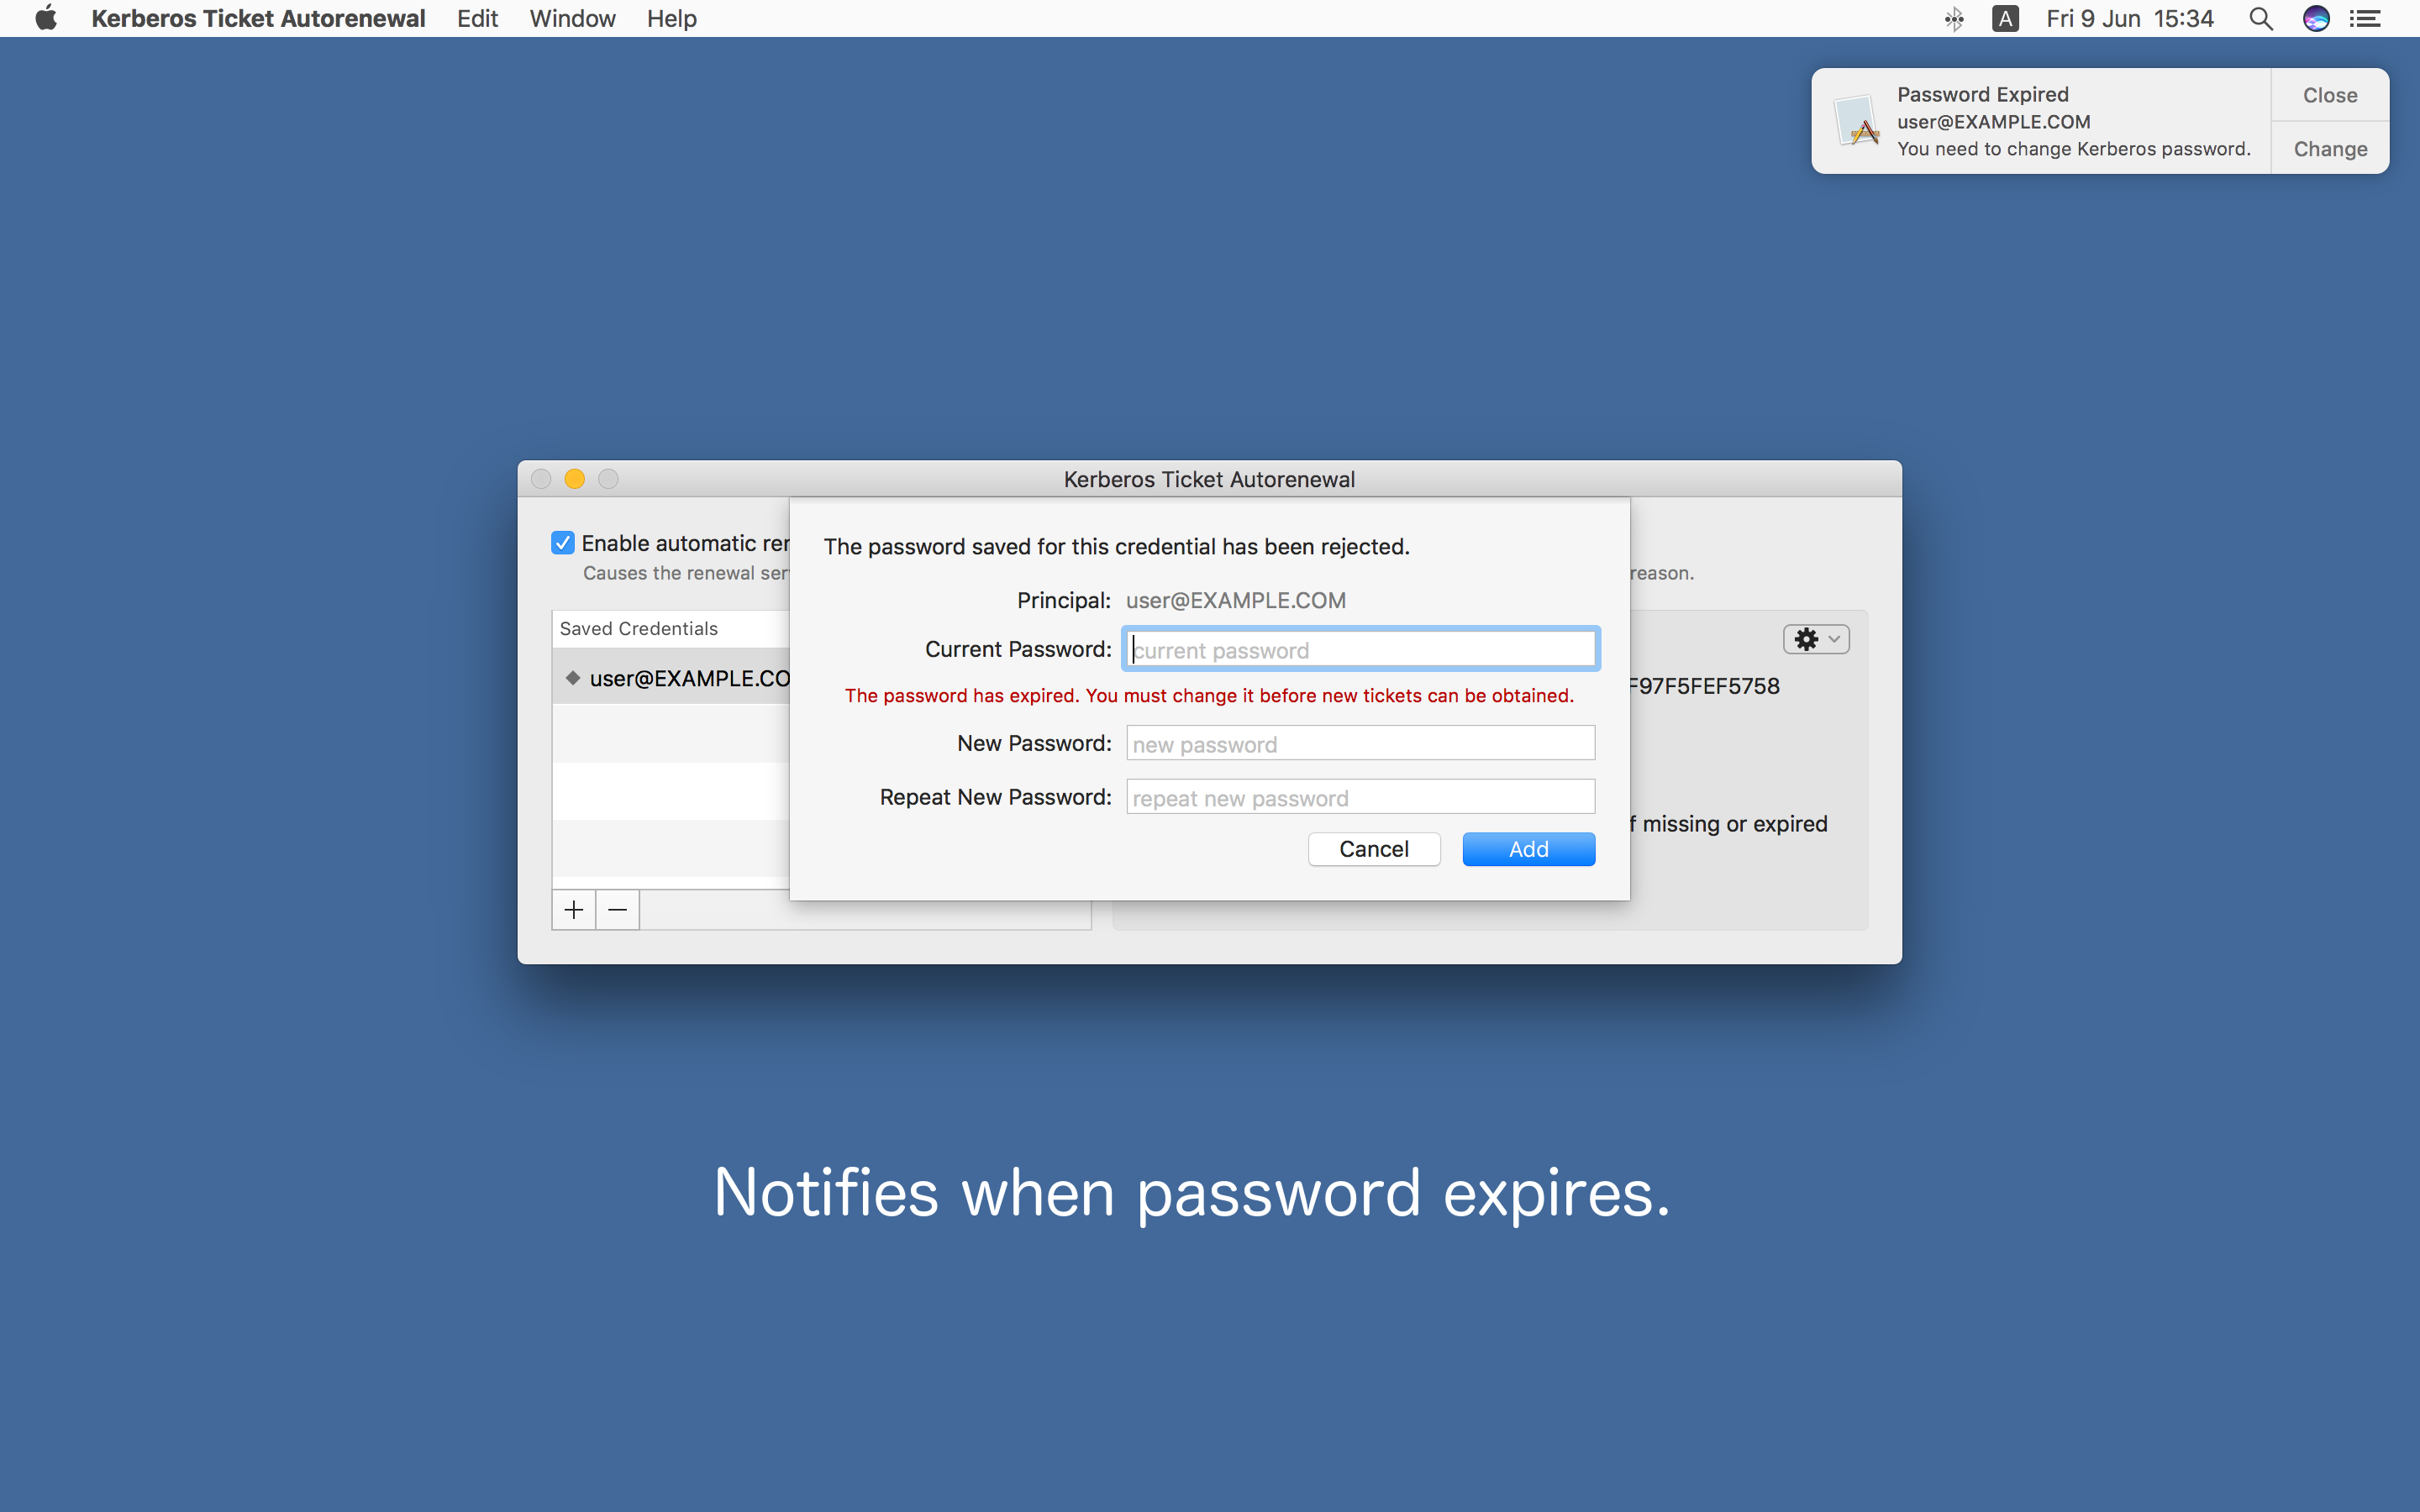 Kerberos Ticket Autorenewal Edit Window Help
A Fri 9 Jun 15:34
Password Expired
user@EXAMPLE.COM
You need to change Kerberos password.
Close
Change
Kerberos Ticket Autorenewal
Enable automatic
Causes the renewal
reason.
The password saved for this credential has been rejected.
Principal: user@EXAMPLE.COM
Saved Credentials
Current Password: current password
user@EXAMPLE.CO
F97F5FEF5758
The password has expired. You must change it before new tickets can be obtained.
New Password: new password
Repeat New Password: repeat new password
f missing or expired
Cancel Add
Notifies when password expires.